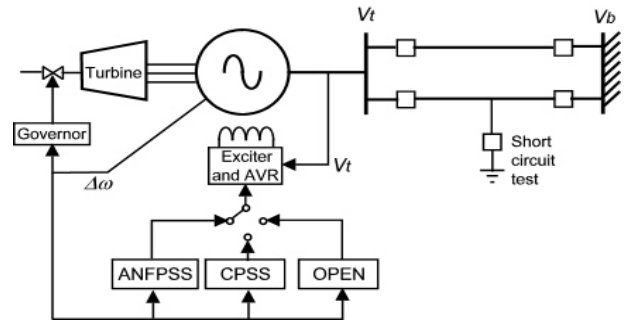 Vt
Vb
Turbine
Governor
Exciter
and AVR
Vt
Short
circuit
test
Δω
ANFPSS
CPSS
OPEN